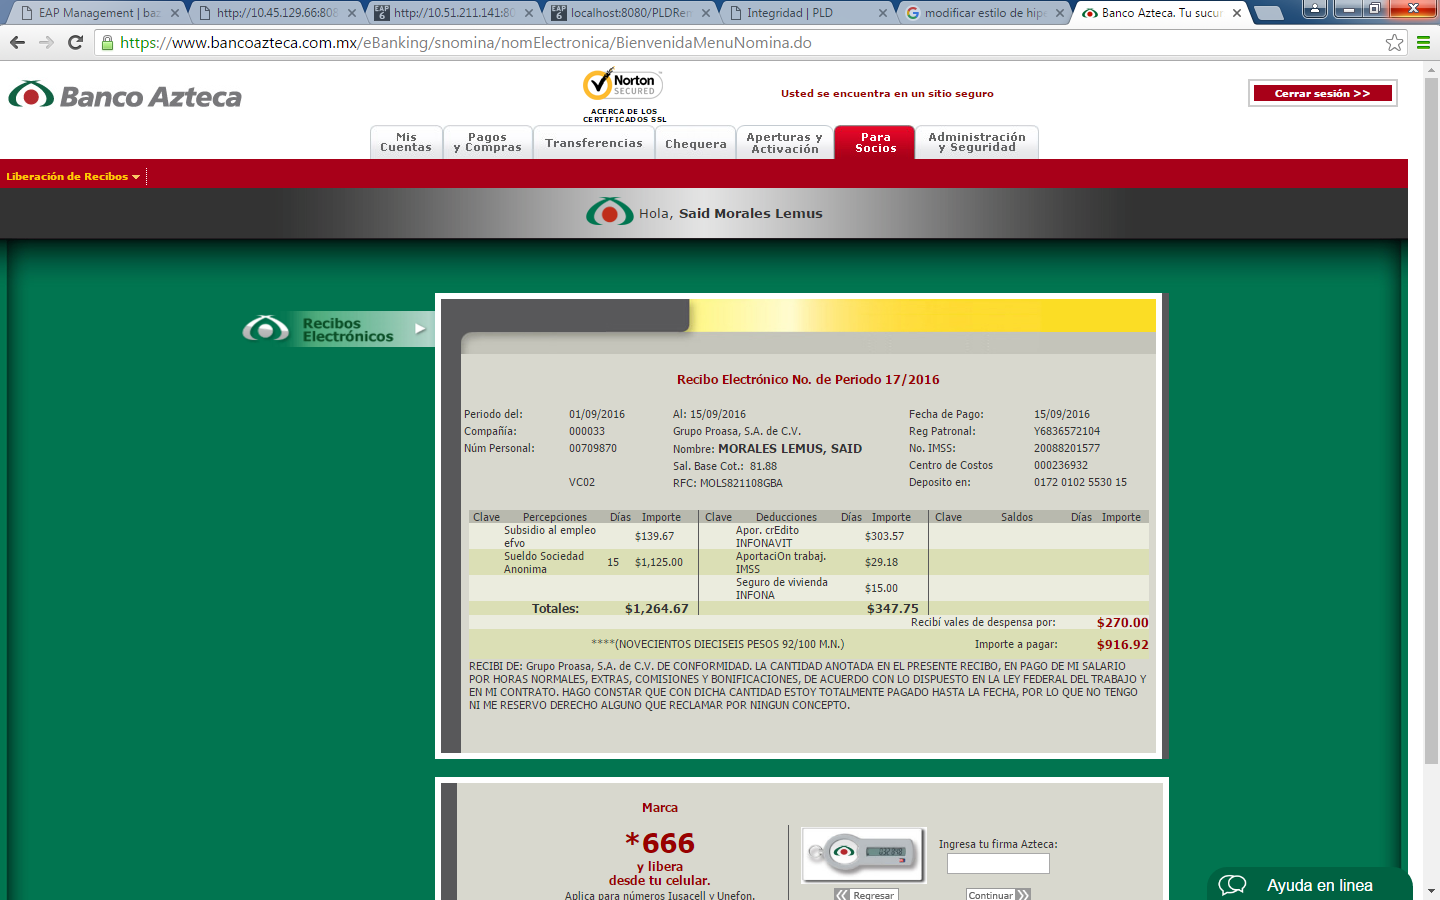 EAP Management | baz
http://10.45.129.66:808
http://10.51.211.141:80
localhost:8080/PLDRem
Integridad | PLD
modificar estilo de hip
Banco Azteca. Tu sucur
https://www.bancoazteca.com.mx/eBanking/snomina/nomElectronica/BienvenidaMenuNomina.do
Banco Azteca
Norton
SECURED
ACERCA DE LOS
CERTIFICADOS SSL
Usted se encuentra en un sitio seguro
Cerrar sesión >>
Mis Cuentas
Pagos y Compras
Transferencias
Chequera
Aperturas y Activación
Para Socios
Administración y Seguridad
Liberación de Recibos
Hola, Said Morales Lemus
Recibos
Electrónicos
Recibo Electrónico No. de Periodo 17/2016
Periodo del: 01/09/2016 Al: 15/09/2016 Fecha de Pago: 15/09/2016
Compañía: 000033 Grupo Proasa, S.A. de C.V. Reg Patronal: Y6836572104
Núm Personal: 00709870 Nombre: MORALES LEMUS, SAID No. IMSS: 20088201577
Sal. Base Cot.: 81.88 Centro de Costos 000236932
VC02 RFC: MOLS821108GBA Deposito en: 0172 0102 5530 15
Clave Percepciones Días Importe Clave Deducciones Días Importe Clave Saldos Días Importe
Subsidio al empleo efvo $139.67 Apor. crEdito INFONAVIT $303.57
Sueldo Sociedad Anonima 15 $1,125.00 AportaciOn trabaj. IMSS $29.18
Seguro de vivienda INFONA $15.00
Totales: $1,264.67 $347.75
Recibí vales de despensa por: $270.00
****(NOVECIENTOS DIECISEIS PESOS 92/100 M.N.) Importe a pagar: $916.92
RECIBI DE: Grupo Proasa, S.A. de C.V. DE CONFORMIDAD. LA CANTIDAD ANOTADA EN EL PRESENTE RECIBO, EN PAGO DE MI SALARIO
POR HORAS NORMALES, EXTRAS, COMISIONES Y BONIFICACIONES, DE ACUERDO CON LO DISPUESTO EN LA LEY FEDERAL DEL TRABAJO Y
EN MI CONTRATO. HAGO CONSTAR QUE CON DICHA CANTIDAD ESTOY TOTALMENTE PAGADO HASTA LA FECHA, POR LO QUE NO TENGO
NI ME RESERVO DERECHO ALGUNO QUE RECLAMAR POR NINGUN CONCEPTO.
Marca
*666
y libera
desde tu celular.
Aplica para números Iusacell y Unefon.
Ingresa tu firma Azteca:
Regresar
Continuar
Ayuda en linea